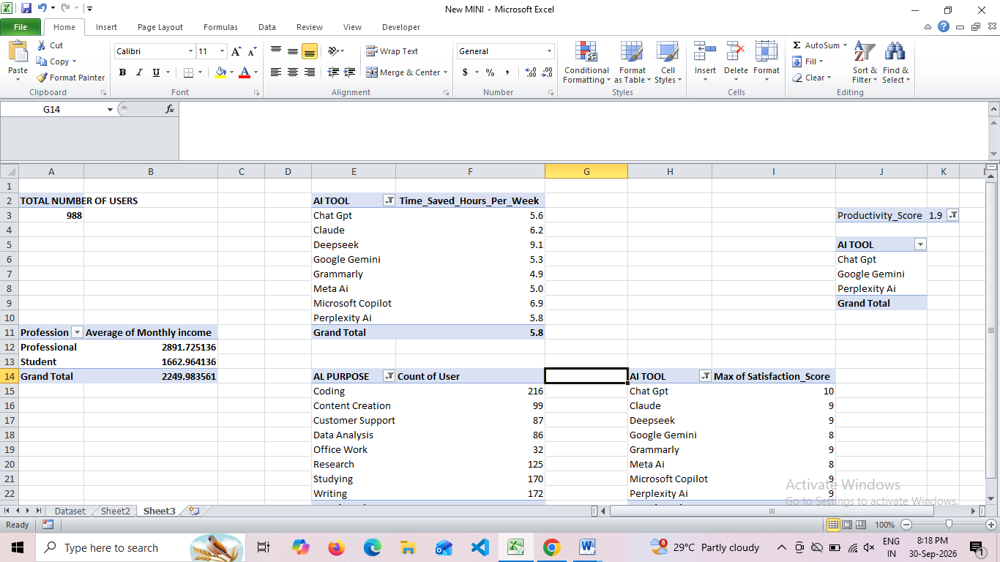 New MINI - Microsoft Excel
File Home Insert Page Layout Formulas Data Review View Developer
Paste
Cut
Copy
Format Painter
Clipboard
Calibri 11
B I U
Font
Wrap Text
Merge & Center
Alignment
General
$ % ,
Number
Conditional Formatting
Format as Table
Cell Styles
Styles
Insert Delete Format
Cells
AutoSum
Fill
Clear
Sort & Filter
Find & Select
Editing
G14 fx
A B C D E F G H I J K L
1
2 TOTAL NUMBER OF USERS AI TOOL Time_Saved_Hours_Per_Week
3 988 Chat Gpt 5.6 Productivity_Score 1.9
4 Claude 6.2
5 Deepseek 9.1 AI TOOL
6 Google Gemini 5.3 Chat Gpt
7 Grammarly 4.9 Google Gemini
8 Meta Ai 5.0 Perplexity Ai
9 Microsoft Copilot 6.9 Grand Total
10 Perplexity Ai 5.8
11 Profession Average of Monthly income Grand Total 5.8
12 Professional 2891.725136
13 Student 1662.964136
14 Grand Total 2249.983561 AL PURPOSE Count of User AI TOOL Max of Satisfaction_Score
15 Coding 216 Chat Gpt 10
16 Content Creation 99 Claude 9
17 Customer Support 87 Deepseek 9
18 Data Analysis 86 Google Gemini 8
19 Office Work 32 Grammarly 9
20 Research 125 Meta Ai 8
21 Studying 170 Microsoft Copilot 9
22 Writing 172 Perplexity Ai 9
Activate Windows
Go to Settings to activate Windows.
Dataset Sheet2 Sheet3
Ready 100%
Type here to search
8 29°C Partly cloudy
ENG
IN
8:18 PM
30-Sep-2026
1